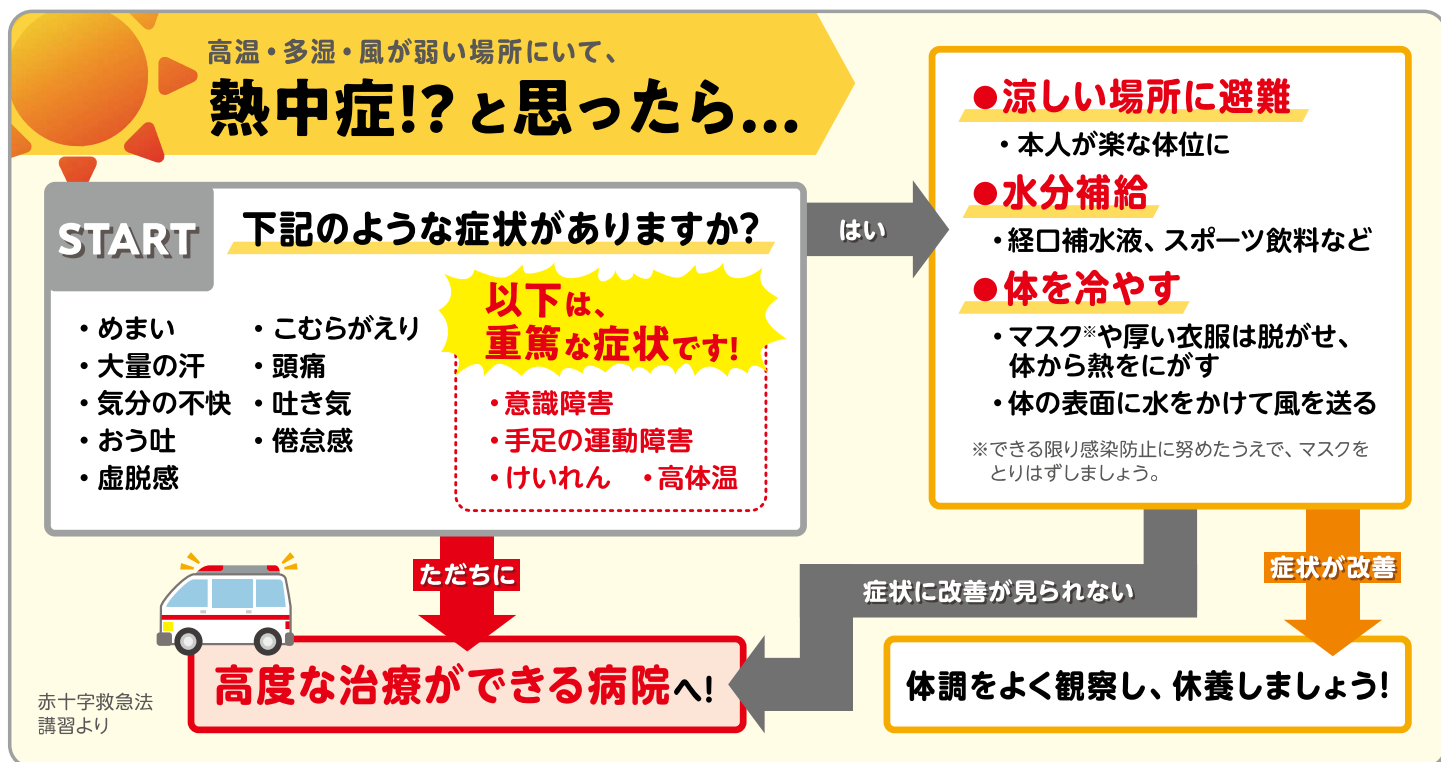 高温・多湿・風が弱い場所にいて、
熱中症!?と思ったら...
START
下記のような症状がありますか?
・めまい
・大量の汗
・気分の不快
・おう吐
・虚脱感
・こむらがえり
・頭痛
・吐き気
・倦怠感
以下は、
重篤な症状です!
・意識障害
・手足の運動障害
・けいれん ・高体温
はい
●涼しい場所に避難
・本人が楽な体位に
●水分補給
・経口補水液、スポーツ飲料など
●体を冷やす
・マスク※や厚い衣服は脱がせ、
体から熱をにがす
・体の表面に水をかけて風を送る
※できる限り感染防止に努めたうえで、マスクを
とりはずしましょう。
ただちに
症状に改善が見られない
症状が改善
高度な治療ができる病院へ!
体調をよく観察し、休養しましょう!
赤十字救急法
講習より